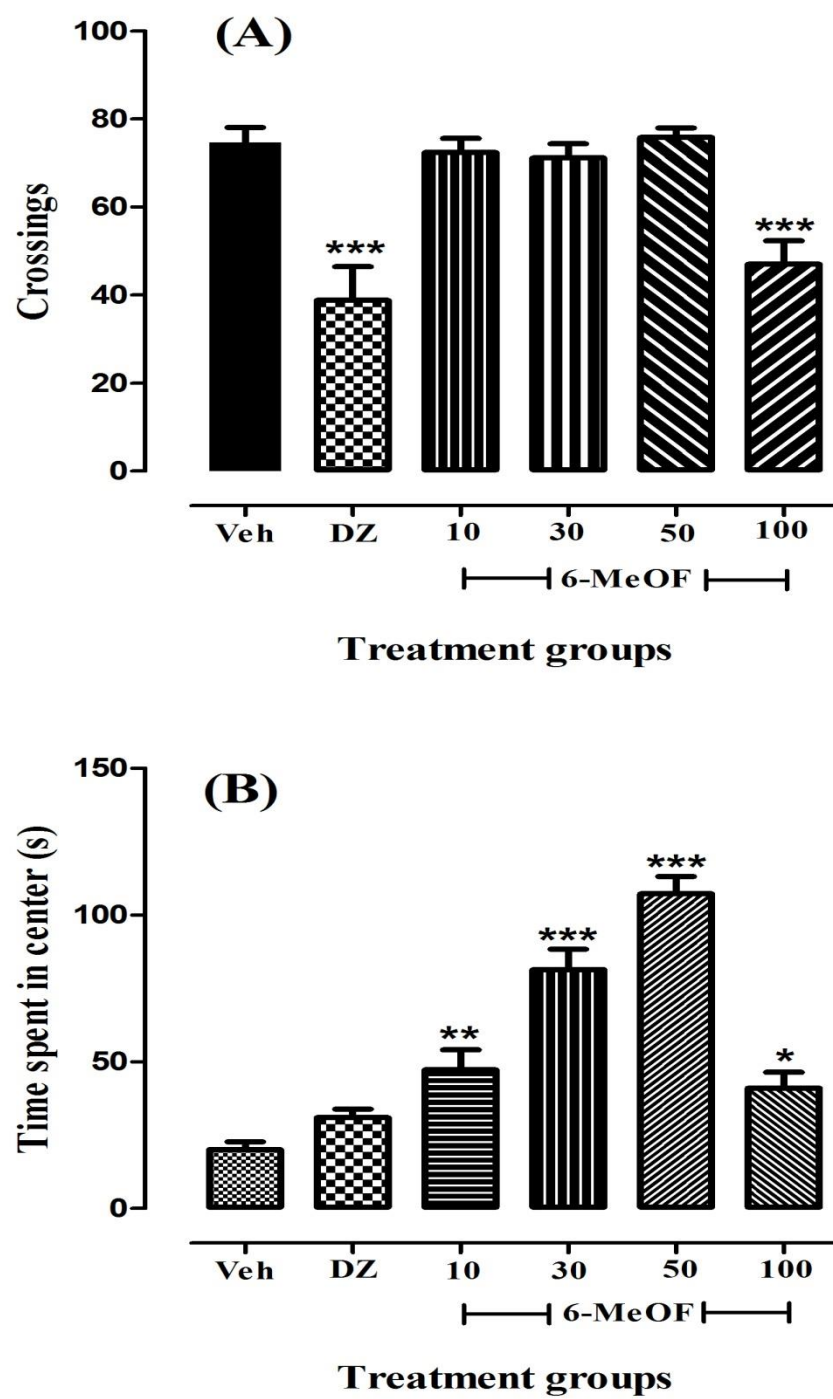 (A)
100
80
60
40
20
0
Crossings
***
***
Veh DZ 10 30 50 100
6-MeOF
Treatment groups
(B)
150
100
50
0
Time spent in center (s)
**
***
***
*
Veh DZ 10 30 50 100
6-MeOF
Treatment groups